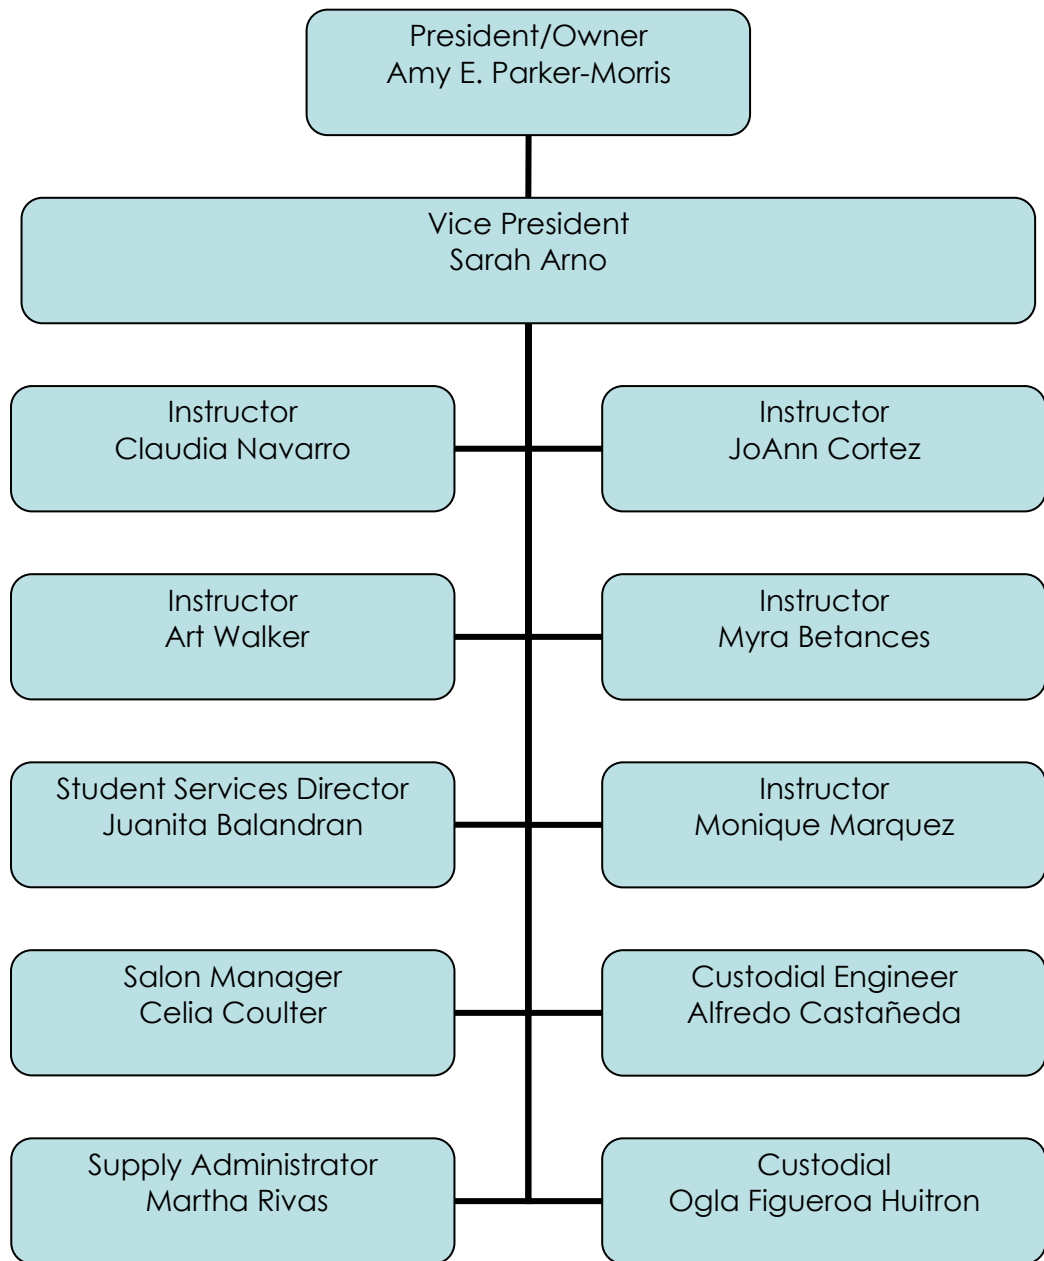 President/Owner
Amy E. Parker-Morris
Vice President
Sarah Arno
Instructor
Claudia Navarro
Instructor
JoAnn Cortez
Instructor
Art Walker
Instructor
Myra Betances
Student Services Director
Juanita Balandran
Instructor
Monique Marquez
Salon Manager
Celia Coulter
Custodial Engineer
Alfredo Castañeda
Supply Administrator
Martha Rivas
Custodial
Ogla Figueroa Huitron